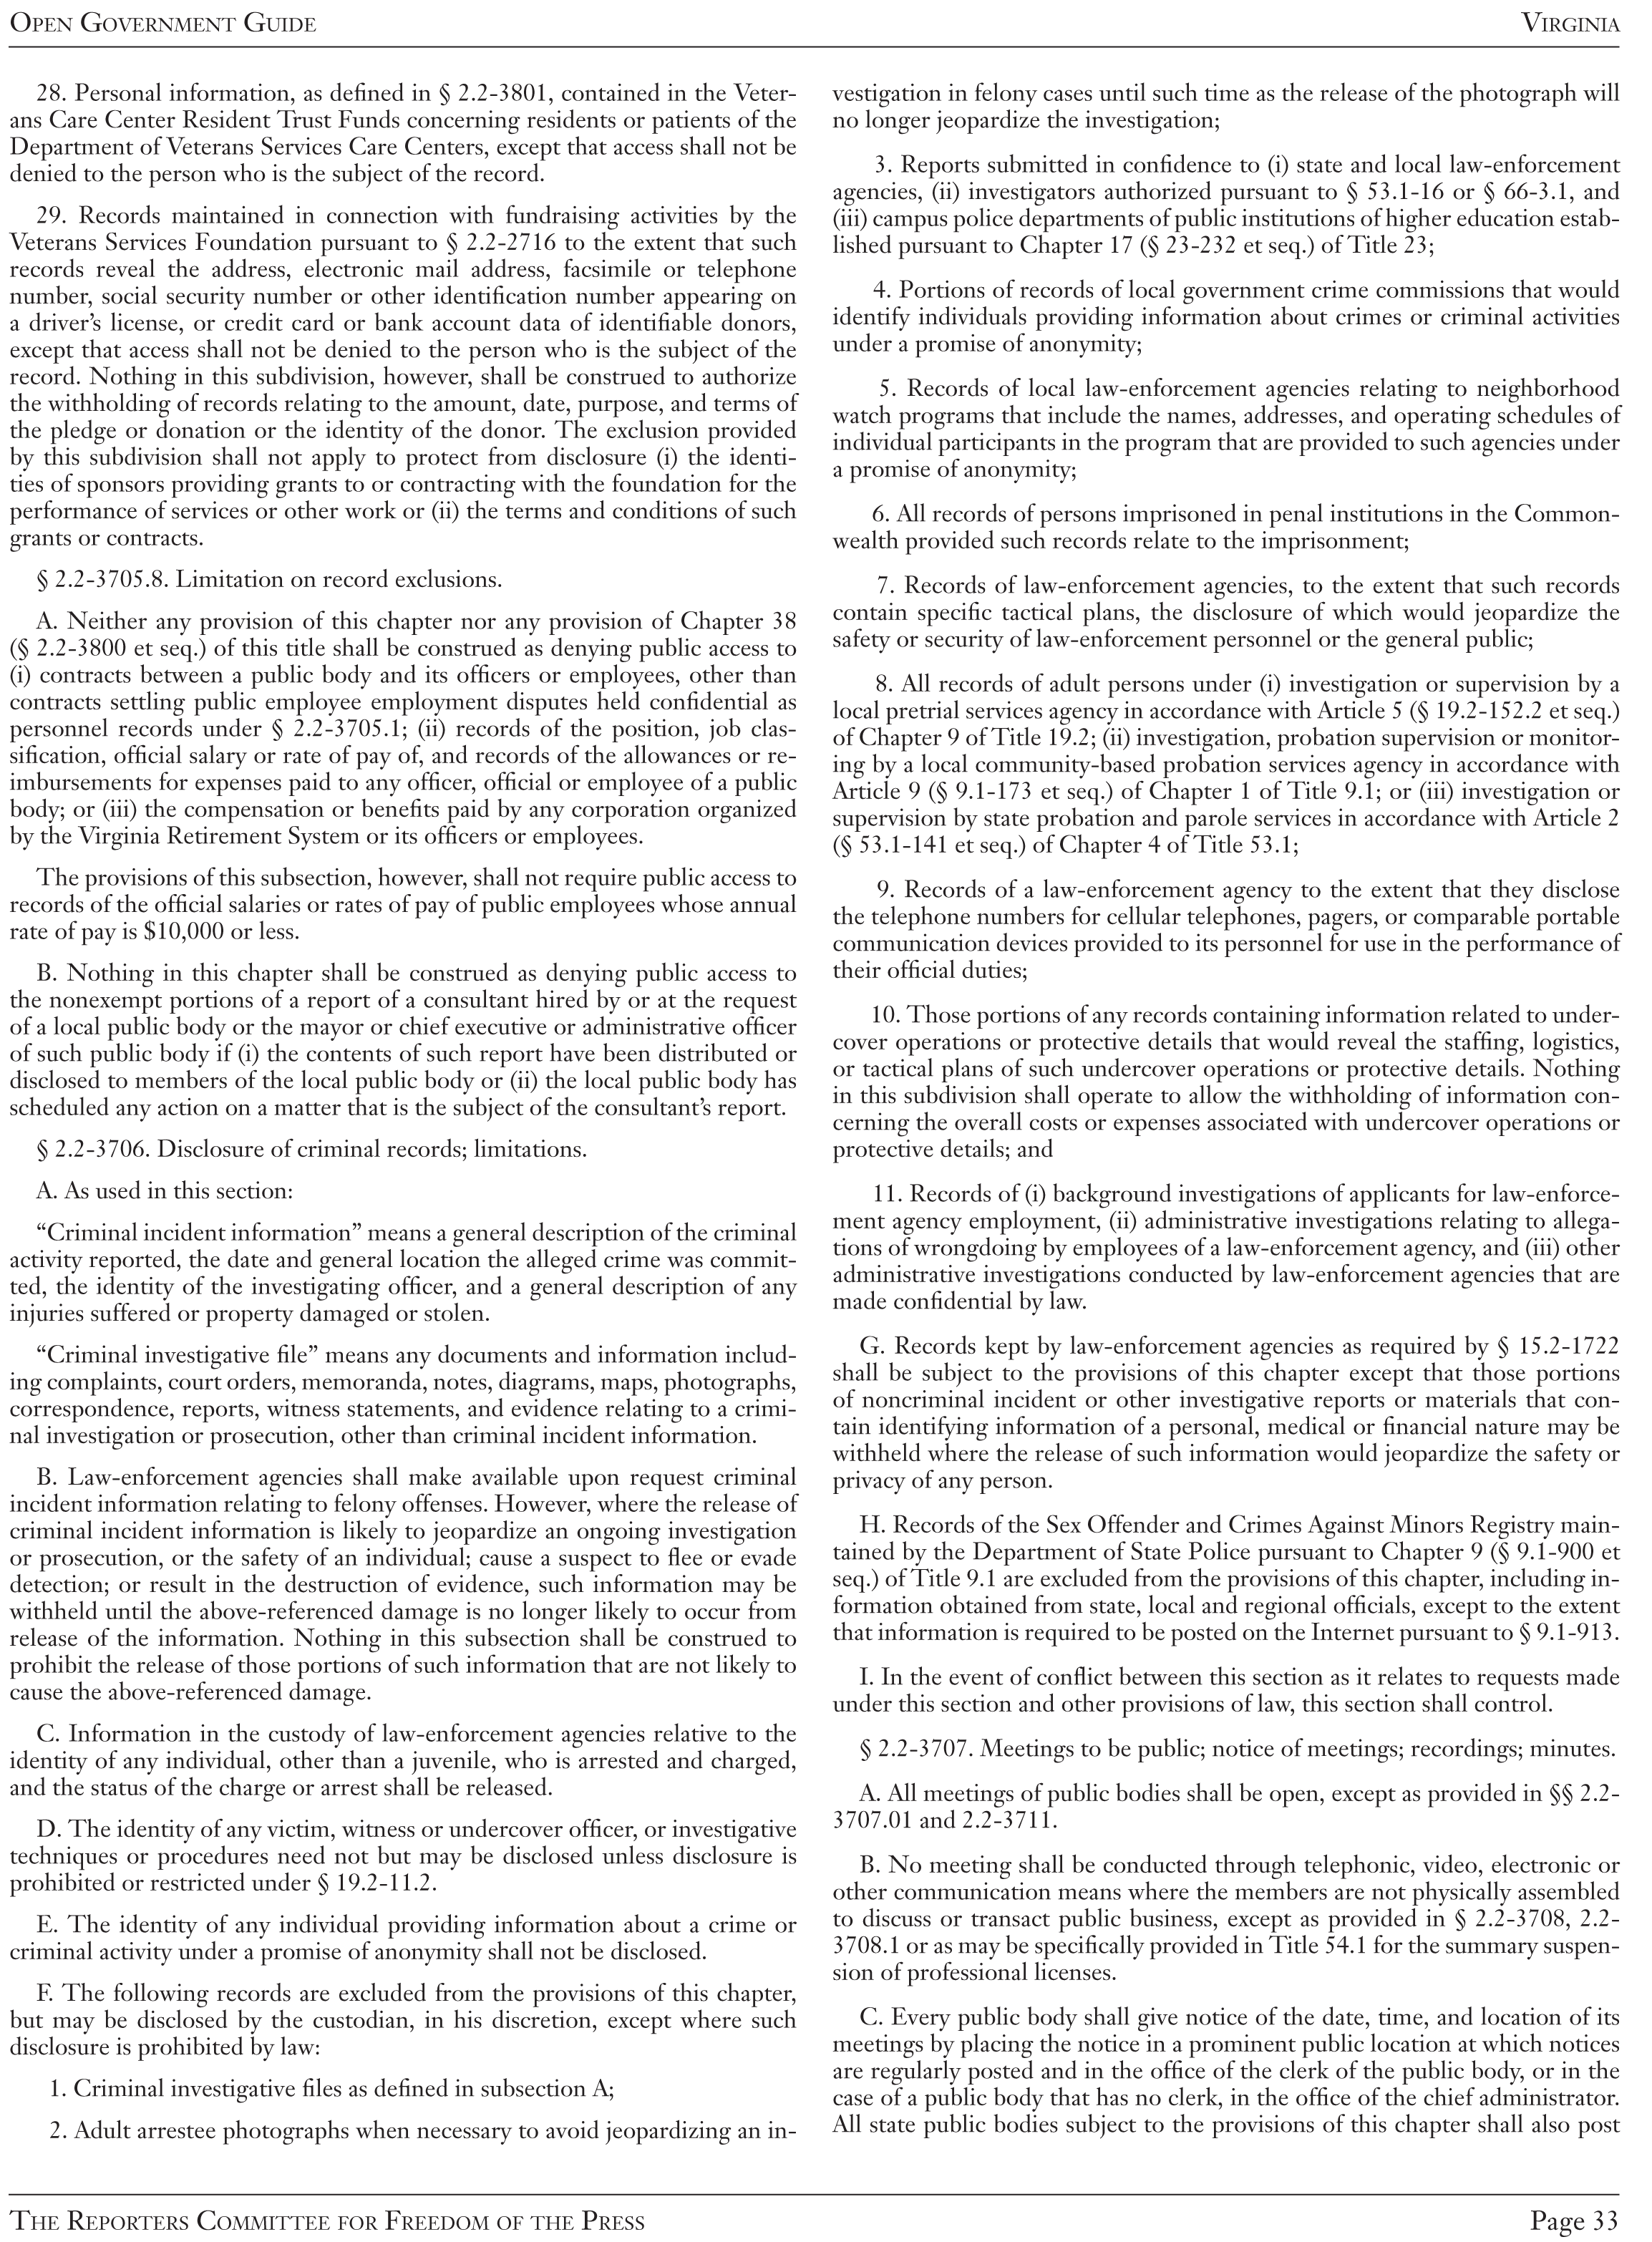 OPEN GOVERNMENT GUIDE
VIRGINIA
28. Personal information, as defined in § 2.2-3801, contained in the Veter-
ans Care Center Resident Trust Funds concerning residents or patients of the
Department of Veterans Services Care Centers, except that access shall not be
denied to the person who is the subject of the record.
29. Records maintained in connection with fundraising activities by the
Veterans Services Foundation pursuant to § 2.2-2716 to the extent that such
records reveal the address, electronic mail address, facsimile or telephone
number, social security number or other identification number appearing on
a driver's license, or credit card or bank account data of identifiable donors,
except that access shall not be denied to the person who is the subject of the
record. Nothing in this subdivision, however, shall be construed to authorize
the withholding of records relating to the amount, date, purpose, and terms of
the pledge or donation or the identity of the donor. The exclusion provided
by this subdivision shall not apply to protect from disclosure (i) the identi-
ties of sponsors providing grants to or contracting with the foundation for the
performance of services or other work or (ii) the terms and conditions of such
grants or contracts.
§ 2.2-3705.8. Limitation on record exclusions.
A. Neither any provision of this chapter nor any provision of Chapter 38
(§ 2.2-3800 et seq.) of this title shall be construed as denying public access to
(i) contracts between a public body and its officers or employees, other than
contracts settling public employee employment disputes held confidential as
personnel records under § 2.2-3705.1; (ii) records of the position, job clas-
sification, official salary or rate of pay of, and records of the allowances or re-
imbursements for expenses paid to any officer, official or employee of a public
body; or (iii) the compensation or benefits paid by any corporation organized
by the Virginia Retirement System or its officers or employees.
The provisions of this subsection, however, shall not require public access to
records of the official salaries or rates of pay of public employees whose annual
rate of pay is $10,000 or less.
B. Nothing in this chapter shall be construed as denying public access to
the nonexempt portions of a report of a consultant hired by or at the request
of a local public body or the mayor or chief executive or administrative officer
of such public body if (i) the contents of such report have been distributed or
disclosed to members of the local public body or (ii) the local public body has
scheduled any action on a matter that is the subject of the consultant's report.
§ 2.2-3706. Disclosure of criminal records; limitations.
A. As used in this section:
“Criminal incident information” means a general description of the criminal
activity reported, the date and general location the alleged crime was commit-
ted, the identity of the investigating officer, and a general description of any
injuries suffered or property damaged or stolen.
“Criminal investigative file” means any documents and information includ-
ing complaints, court orders, memoranda, notes, diagrams, maps, photographs,
correspondence, reports, witness statements, and evidence relating to a crimi-
nal investigation or prosecution, other than criminal incident information.
B. Law-enforcement agencies shall make available upon request criminal
incident information relating to felony offenses. However, where the release of
criminal incident information is likely to jeopardize an ongoing investigation
or prosecution, or the safety of an individual; cause a suspect to flee or evade
detection; or result in the destruction of evidence, such information may be
withheld until the above-referenced damage is no longer likely to occur from
release of the information. Nothing in this subsection shall be construed to
prohibit the release of those portions of such information that are not likely to
cause the above-referenced damage.
C. Information in the custody of law-enforcement agencies relative to the
identity of any individual, other than a juvenile, who is arrested and charged,
and the status of the charge or arrest shall be released.
D. The identity of any victim, witness or undercover officer, or investigative
techniques or procedures need not but may be disclosed unless disclosure is
prohibited or restricted under § 19.2-11.2.
E. The identity of any individual providing information about a crime or
criminal activity under a promise of anonymity shall not be disclosed.
F. The following records are excluded from the provisions of this chapter,
but may be disclosed by the custodian, in his discretion, except where such
disclosure is prohibited by law:
1. Criminal investigative files as defined in subsection A;
2. Adult arrestee photographs when necessary to avoid jeopardizing an in-
vestigation in felony cases until such time as the release of the photograph will
no longer jeopardize the investigation;
3. Reports submitted in confidence to (i) state and local law-enforcement
agencies, (ii) investigators authorized pursuant to § 53.1-16 or § 66-3.1, and
(iii) campus police departments of public institutions of higher education estab-
lished pursuant to Chapter 17 (§ 23-232 et seq.) of Title 23;
4. Portions of records of local government crime commissions that would
identify individuals providing information about crimes or criminal activities
under a promise of anonymity;
5. Records of local law-enforcement agencies relating to neighborhood
watch programs that include the names, addresses, and operating schedules of
individual participants in the program that are provided to such agencies under
a promise of anonymity;
6. All records of persons imprisoned in penal institutions in the Common-
wealth provided such records relate to the imprisonment;
7. Records of law-enforcement agencies, to the extent that such records
contain specific tactical plans, the disclosure of which would jeopardize the
safety or security of law-enforcement personnel or the general public;
8. All records of adult persons under (i) investigation or supervision by a
local pretrial services agency in accordance with Article 5 (§ 19.2-152.2 et seq.)
of Chapter 9 of Title 19.2; (ii) investigation, probation supervision or monitor-
ing by a local community-based probation services agency in accordance with
Article 9 (§ 9.1-173 et seq.) of Chapter 1 of Title 9.1; or (iii) investigation or
supervision by state probation and parole services in accordance with Article 2
(§ 53.1-141 et seq.) of Chapter 4 of Title 53.1;
9. Records of a law-enforcement agency to the extent that they disclose
the telephone numbers for cellular telephones, pagers, or comparable portable
communication devices provided to its personnel for use in the performance of
their official duties;
10. Those portions of any records containing information related to under-
cover operations or protective details that would reveal the staffing, logistics,
or tactical plans of such undercover operations or protective details. Nothing
in this subdivision shall operate to allow the withholding of information con-
cerning the overall costs or expenses associated with undercover operations or
protective details; and
11. Records of (i) background investigations of applicants for law-enforce-
ment agency employment, (ii) administrative investigations relating to allega-
tions of wrongdoing by employees of a law-enforcement agency, and (iii) other
administrative investigations conducted by law-enforcement agencies that are
made confidential by law.
G. Records kept by law-enforcement agencies as required by § 15.2-1722
shall be subject to the provisions of this chapter except that those portions
of noncriminal incident or other investigative reports or materials that con-
tain identifying information of a personal, medical or financial nature may be
withheld where the release of such information would jeopardize the safety or
privacy of any person.
H. Records of the Sex Offender and Crimes Against Minors Registry main-
tained by the Department of State Police pursuant to Chapter 9 (§ 9.1-900 et
seq.) of Title 9.1 are excluded from the provisions of this chapter, including in-
formation obtained from state, local and regional officials, except to the extent
that information is required to be posted on the Internet pursuant to § 9.1-913.
I. In the event of conflict between this section as it relates to requests made
under this section and other provisions of law, this section shall control.
§ 2.2-3707. Meetings to be public; notice of meetings; recordings; minutes.
A. All meetings of public bodies shall be open, except as provided in §§ 2.2-
3707.01 and 2.2-3711.
B. No meeting shall be conducted through telephonic, video, electronic or
other communication means where the members are not physically assembled
to discuss or transact public business, except as provided in § 2.2-3708, 2.2-
3708.1 or as may be specifically provided in Title 54.1 for the summary suspen-
sion of professional licenses.
C. Every public body shall give notice of the date, time, and location of its
meetings by placing the notice in a prominent public location at which notices
are regularly posted and in the office of the clerk of the public body, or in the
case of a public body that has no clerk, in the office of the chief administrator.
All state public bodies subject to the provisions of this chapter shall also post
THE REPORTERS COMMITTEE FOR FREEDOM OF THE PRESS
Page 33